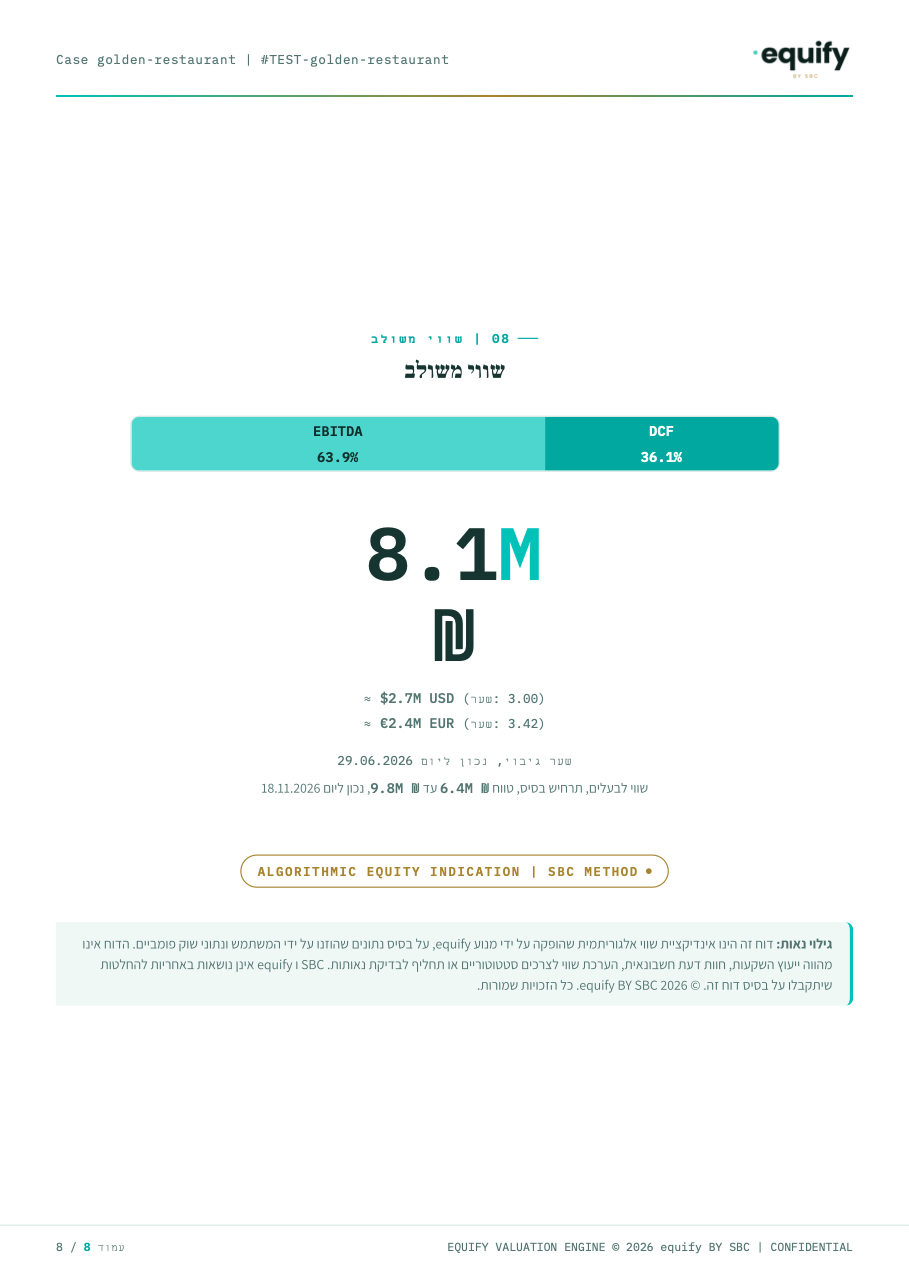 Case golden-restaurant | #TEST-golden-restaurant
equify
BY SBC
08 | שווי משולב
שווי משולב
EBITDA
63.9%
DCF
36.1%
8.1M
₪
≈ $2.7M USD (שער: 3.00)
≈ €2.4M EUR (שער: 3.42)
שער גיבוי, נכון ליום 29.06.2026
שווי לבעלים, תרחיש בסיס, טווח ₪ 6.4M עד ₪ 9.8M, נכון ליום 18.11.2026
ALGORITHMIC EQUITY INDICATION | SBC METHOD
גילוי נאות: דוח זה הינו אינדיקציית שווי אלגוריתמית שהופקה על ידי מנוע equify, על בסיס נתונים שהוזנו על ידי המשתמש ונתוני שוק פומביים. הדוח אינו
מהווה ייעוץ השקעות, חוות דעת חשבונאית, הערכת שווי לצרכים סטטוטוריים או תחליף לבדיקת נאותות. SBC ו equify אינן נושאות באחריות להחלטות
שיתקבלו על בסיס דוח זה. © 2026 equify BY SBC. כל הזכויות שמורות.
עמוד 8 / 8
EQUIFY VALUATION ENGINE © 2026 equify BY SBC | CONFIDENTIAL